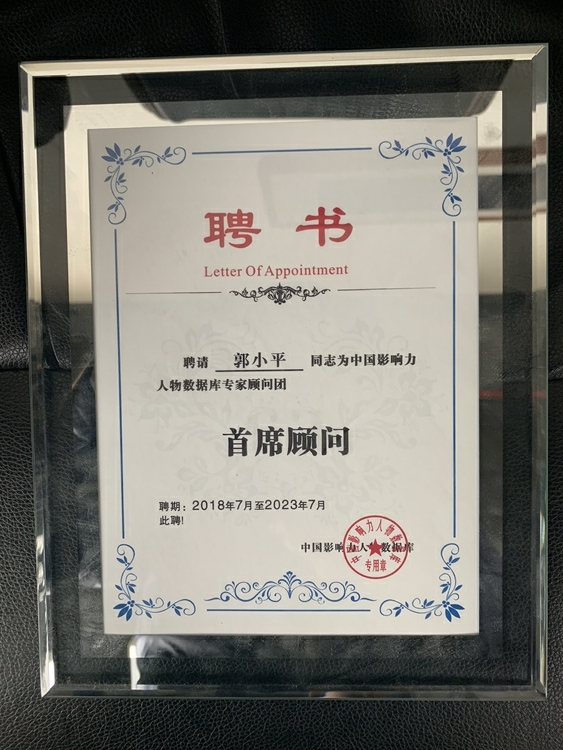 聘书
Letter Of Appointment
聘请 郭小平 同志为中国影响力
人物数据库专家顾问团
首席顾问
聘期：2018年7月至2023年7月
此聘!
中国影响力人物数据库
专用章